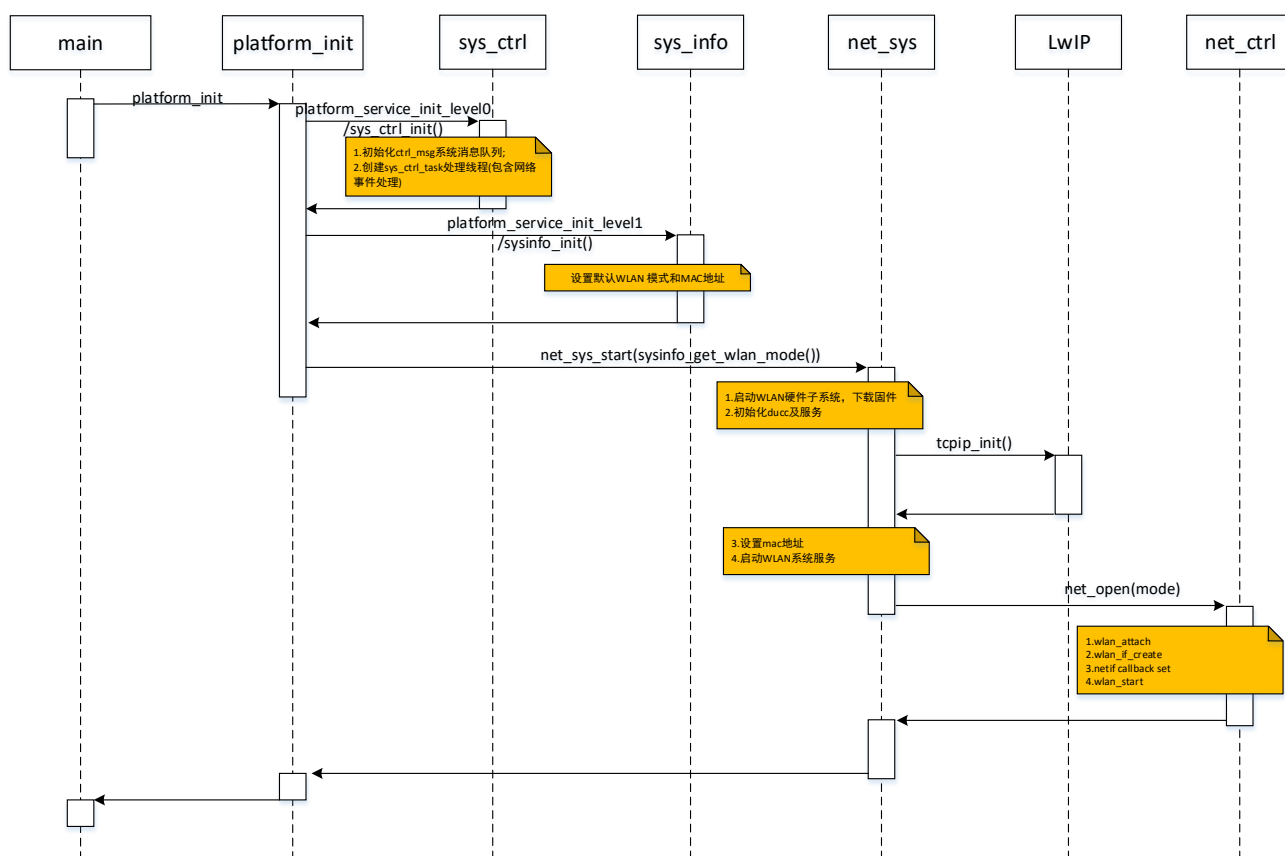 main
platform_init
sys_ctrl
sys_info
net_sys
LwIP
net_ctrl
platform_init
platform_service_init_level0
/sys_ctrl_init()
1.初始化ctrl_msg系统消息队列;
2.创建sys_ctrl_task处理线程(包含网络
事件处理)
platform_service_init_level1
/sysinfo_init()
设置默认WLAN 模式和MAC地址
net_sys_start(sysinfo_get_wlan_mode())
1.启动WLAN硬件子系统，下载固件
2.初始化ducc及服务
tcpip_init()
3.设置mac地址
4.启动WLAN系统服务
net_open(mode)
1.wlan_attach
2.wlan_if_create
3.netif callback set
4.wlan_start